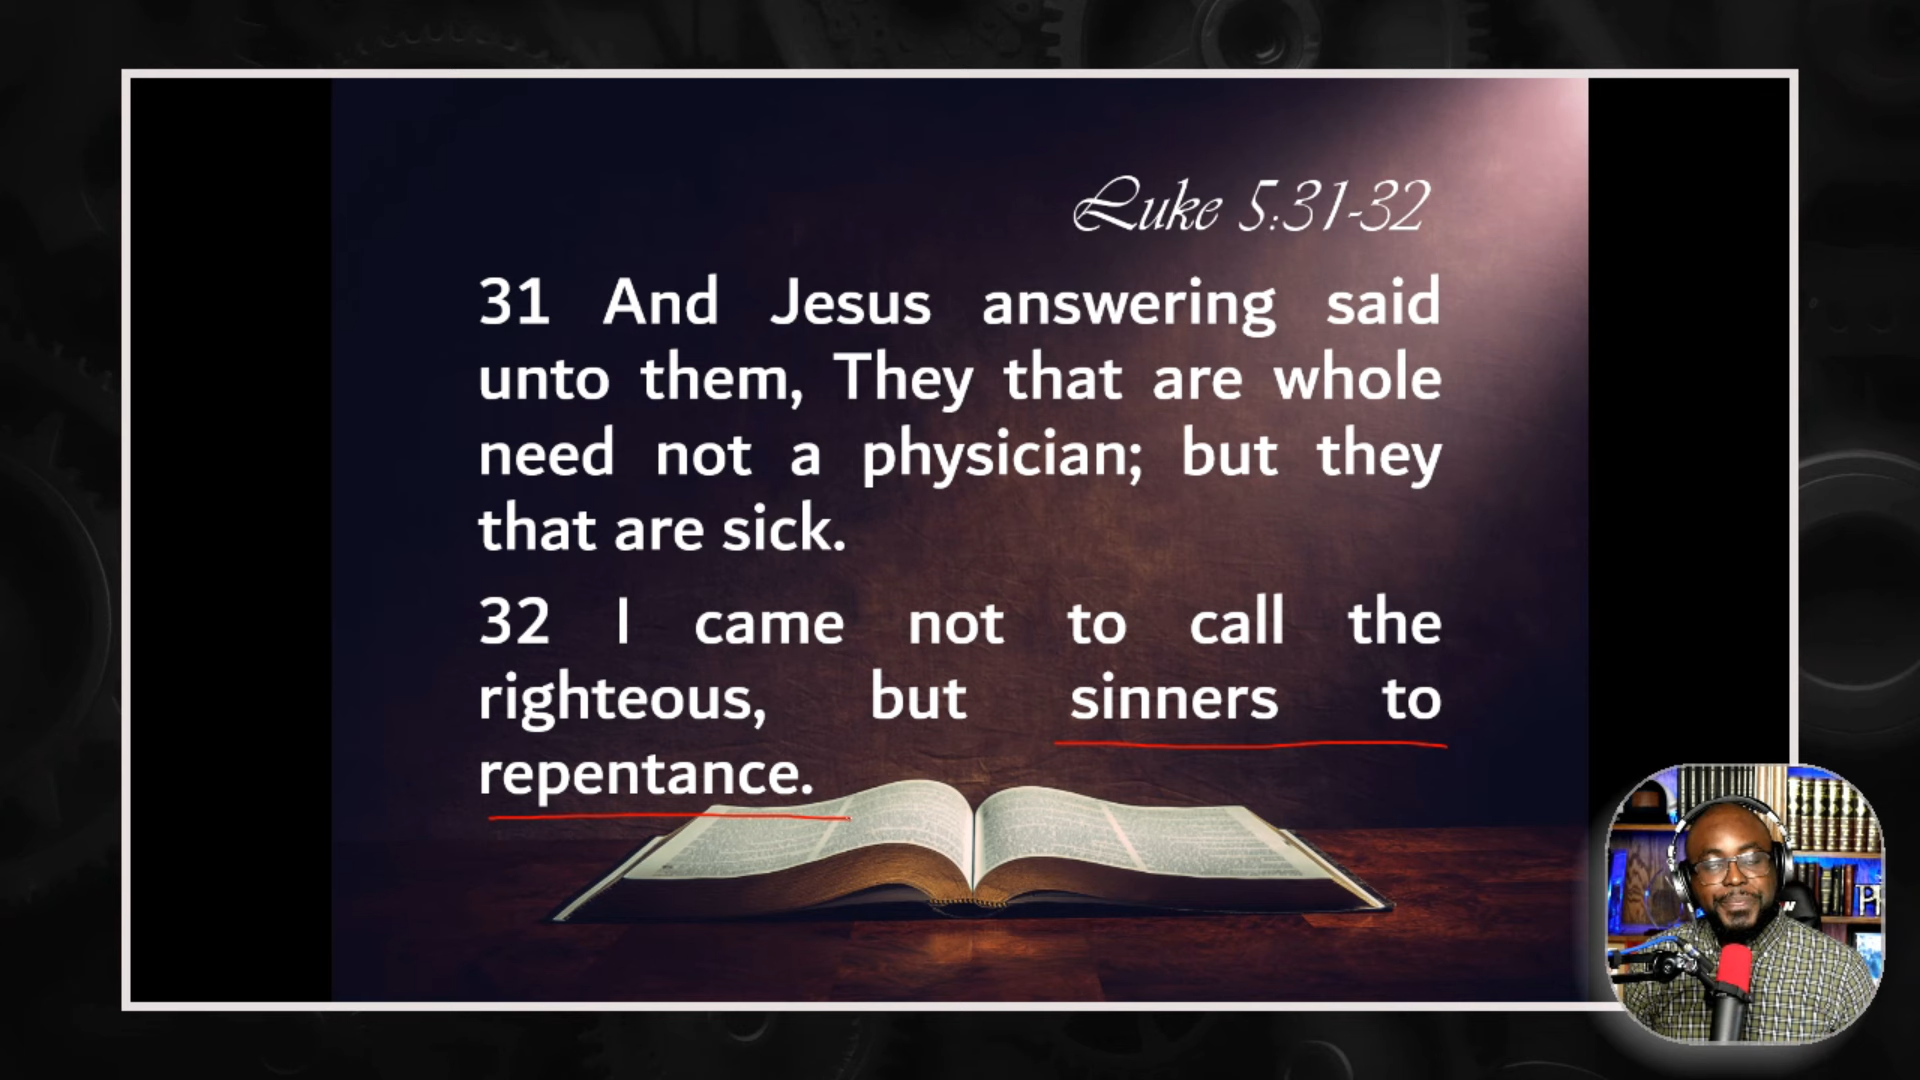 Luke 5:31-32
31 And Jesus answering said
unto them, They that are whole
need not a physician; but they
that are sick.
32 I came not to call the
righteous, but sinners to
repentance.